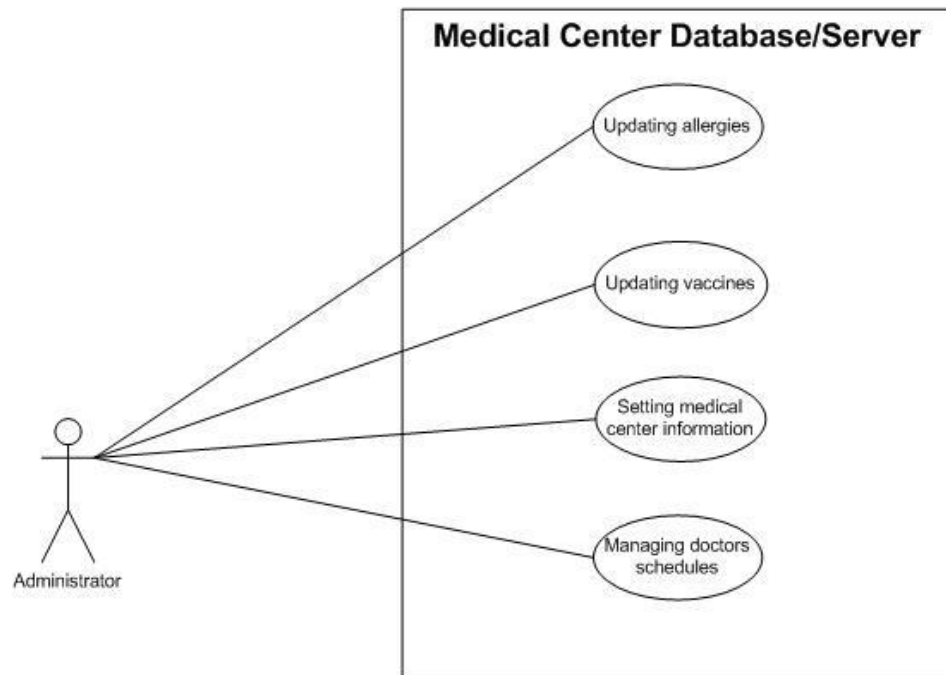 Medical Center Database/Server
Updating allergies
Updating vaccines
Setting medical
center information
Managing doctors
schedules
Administrator